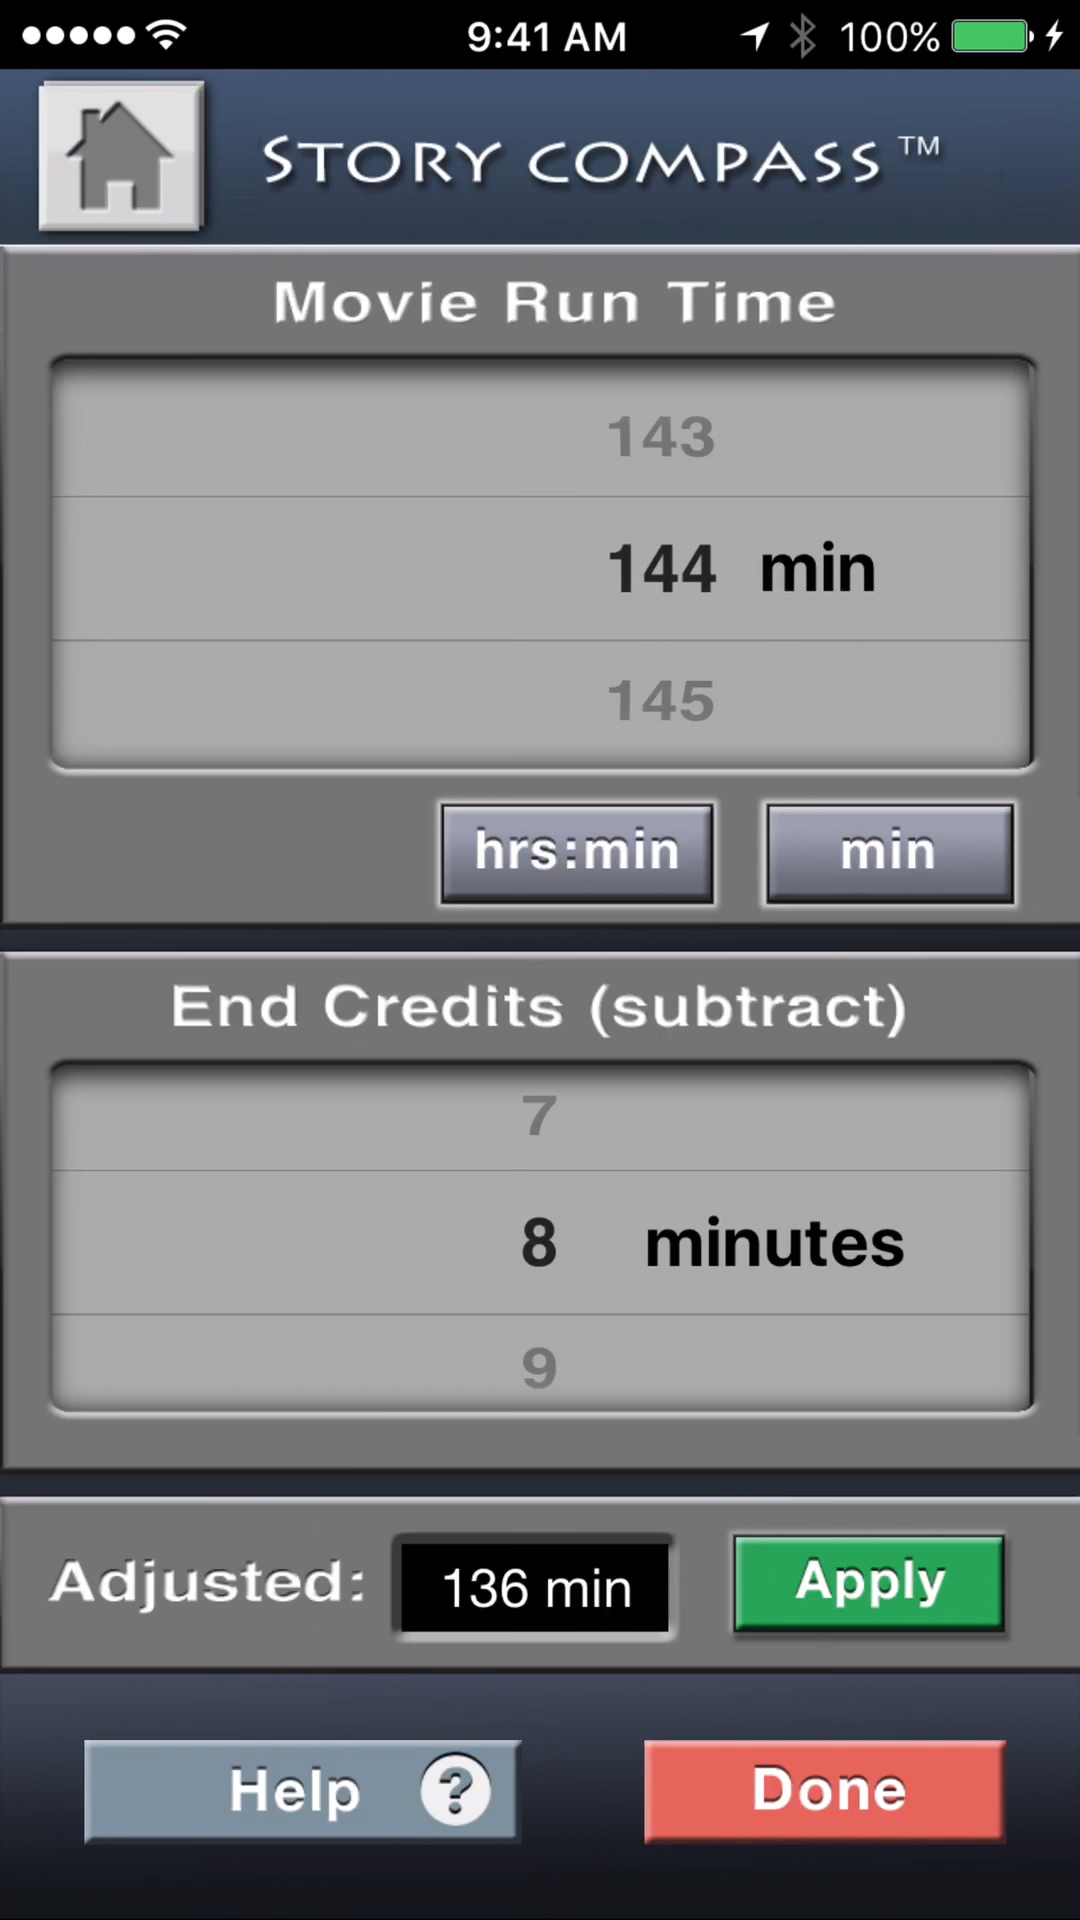 9:41 AM 100%
STORY COMPASS™
Movie Run Time
143
144 min
145
hrs:min min
End Credits (subtract)
7
8 minutes
9
Adjusted: 136 min Apply
Help ? Done